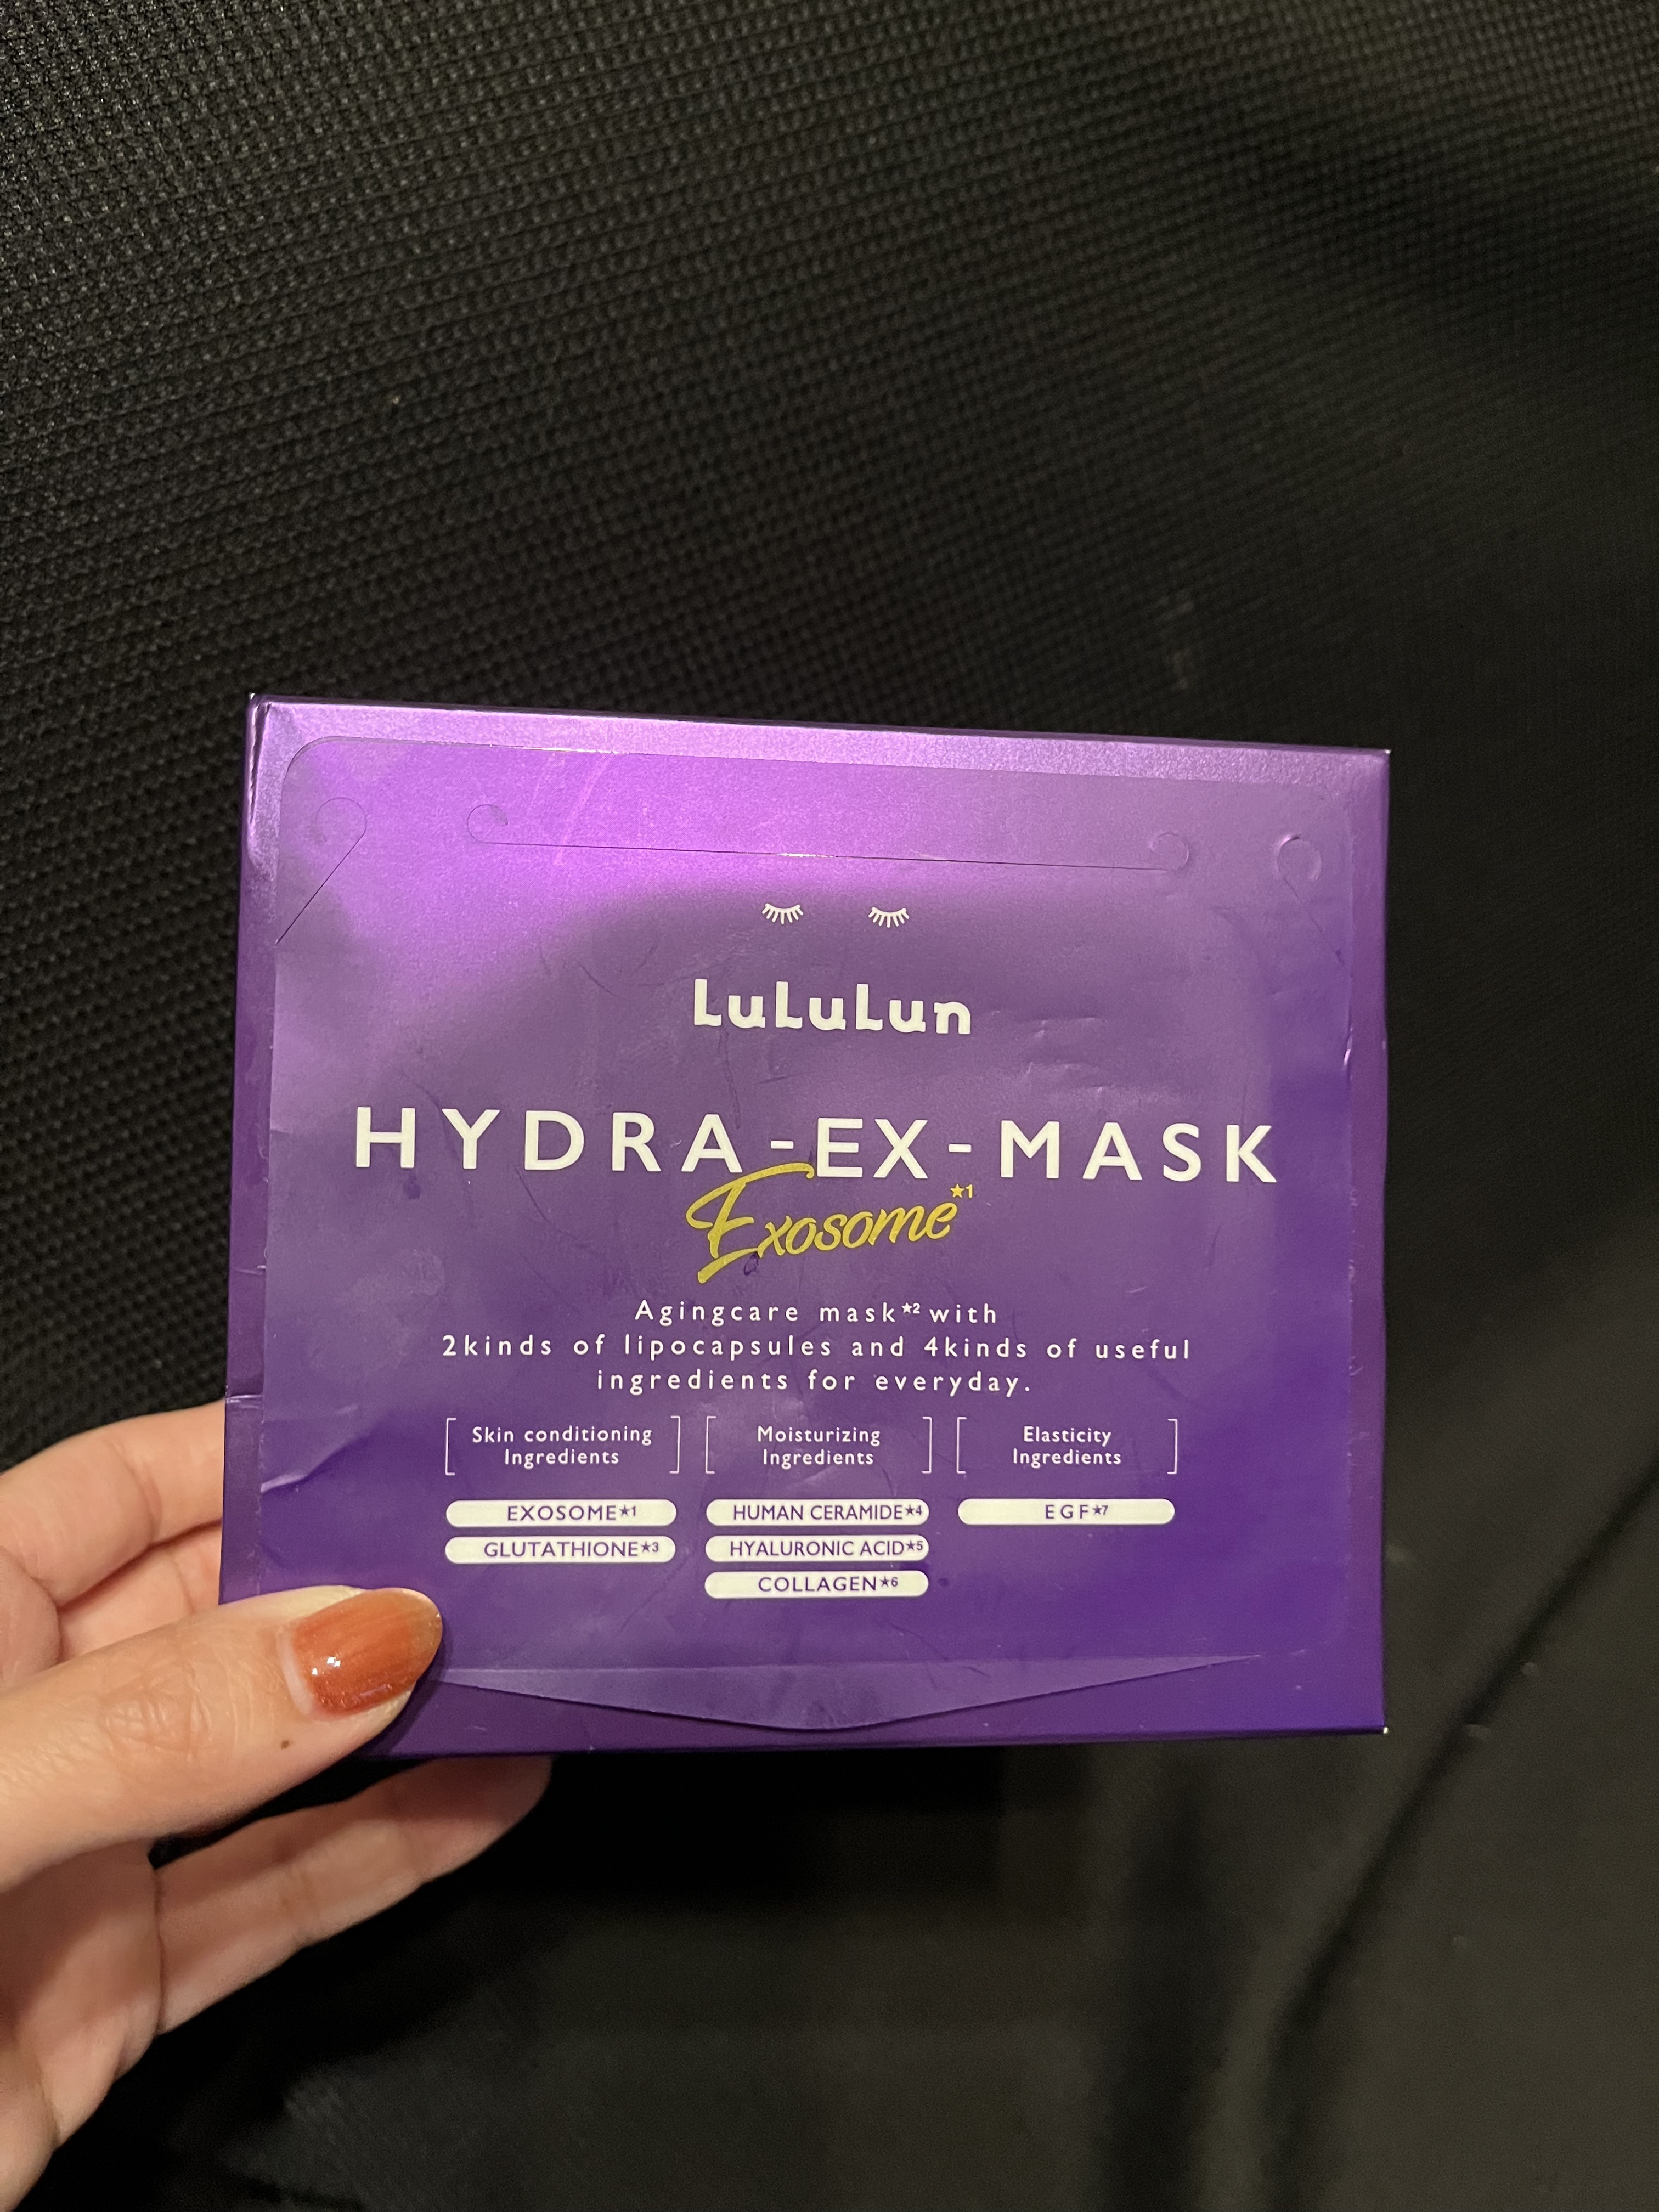 LuLuLun
HYDRA-EX-MASK
Exosome★1
Agingcare mask★2 with
2kinds of lipocapsules and 4kinds of useful
ingredients for everyday.
Skin conditioning
Ingredients
EXOSOME★1
GLUTATHIONE★3
Moisturizing
Ingredients
HUMAN CERAMIDE★4
HYALURONIC ACID★5
COLLAGEN★6
Elasticity
Ingredients
EGF★7